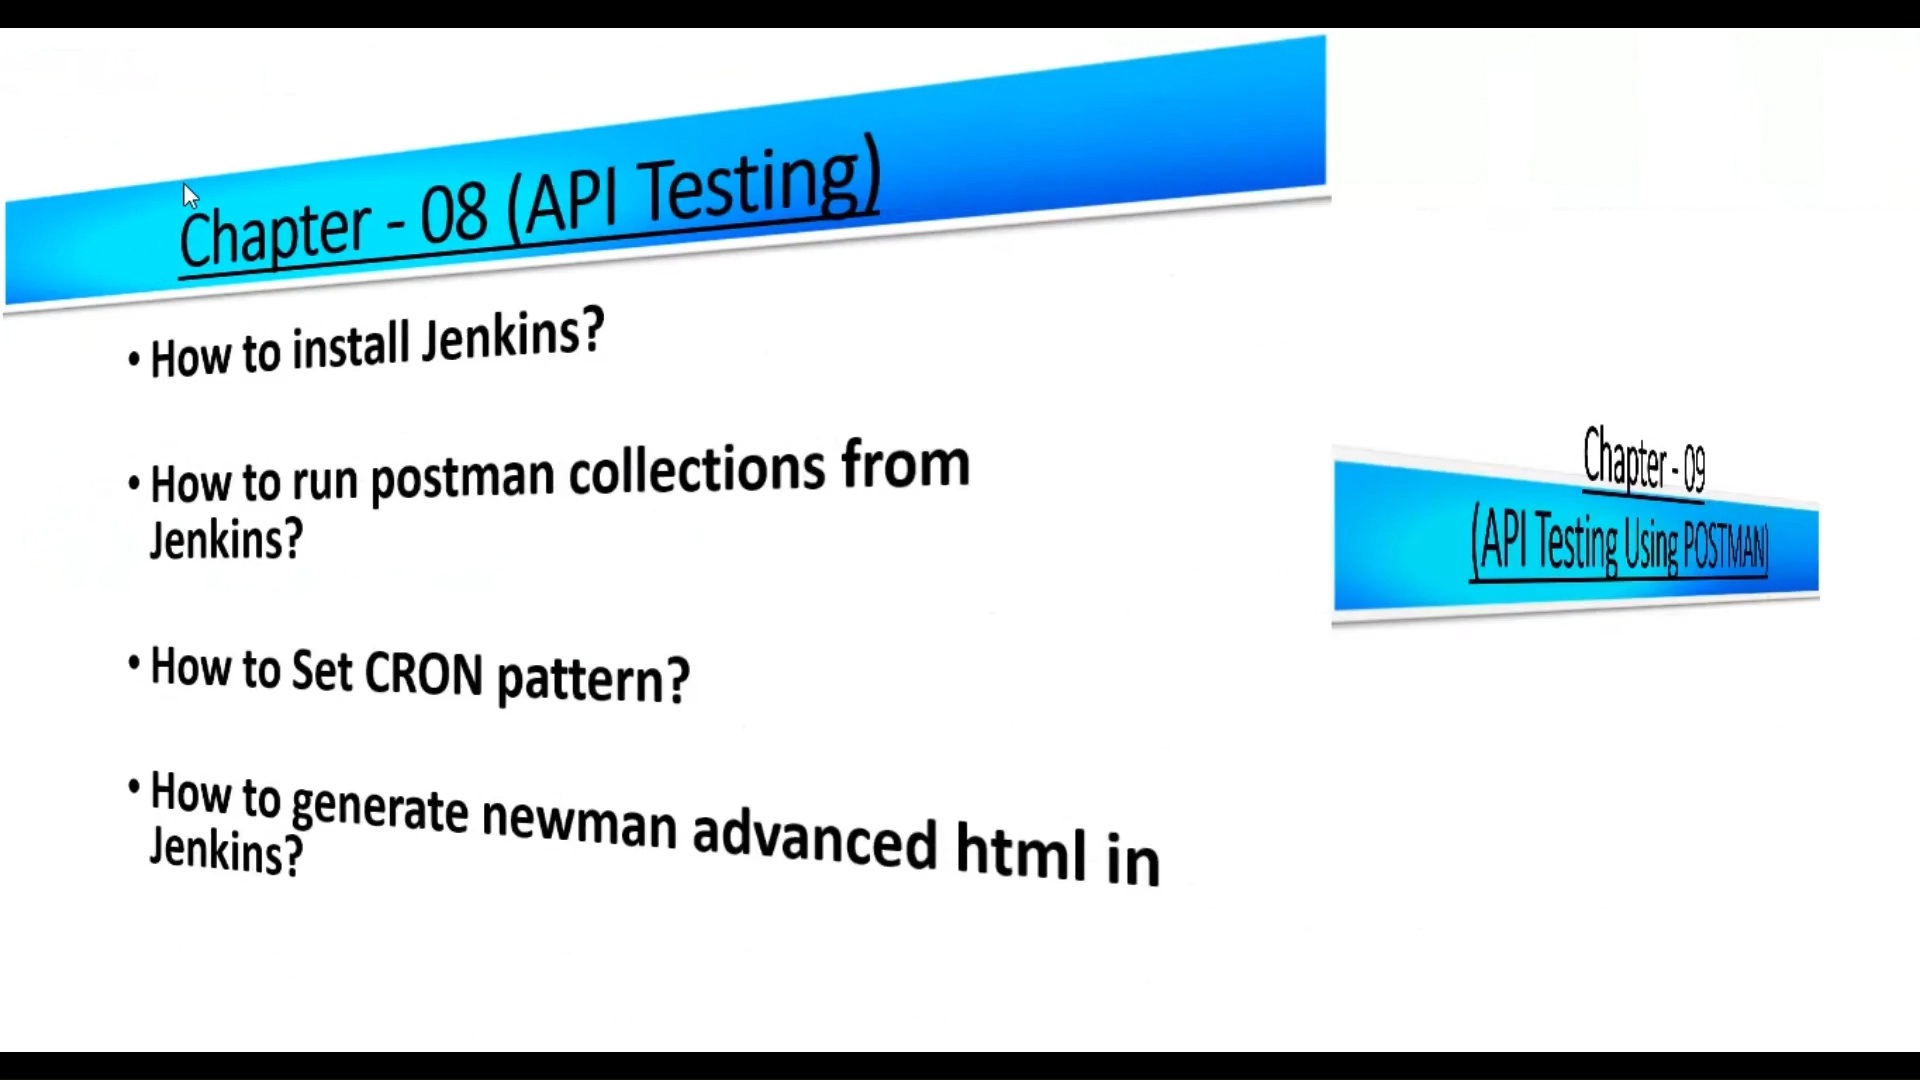 Chapter - 08 (API Testing)
• How to install Jenkins?
• How to run postman collections from
Jenkins?
• How to Set CRON pattern?
• How to generate newman advanced html in
Jenkins?
Chapter - 09
(API Testing Using POSTMAN)